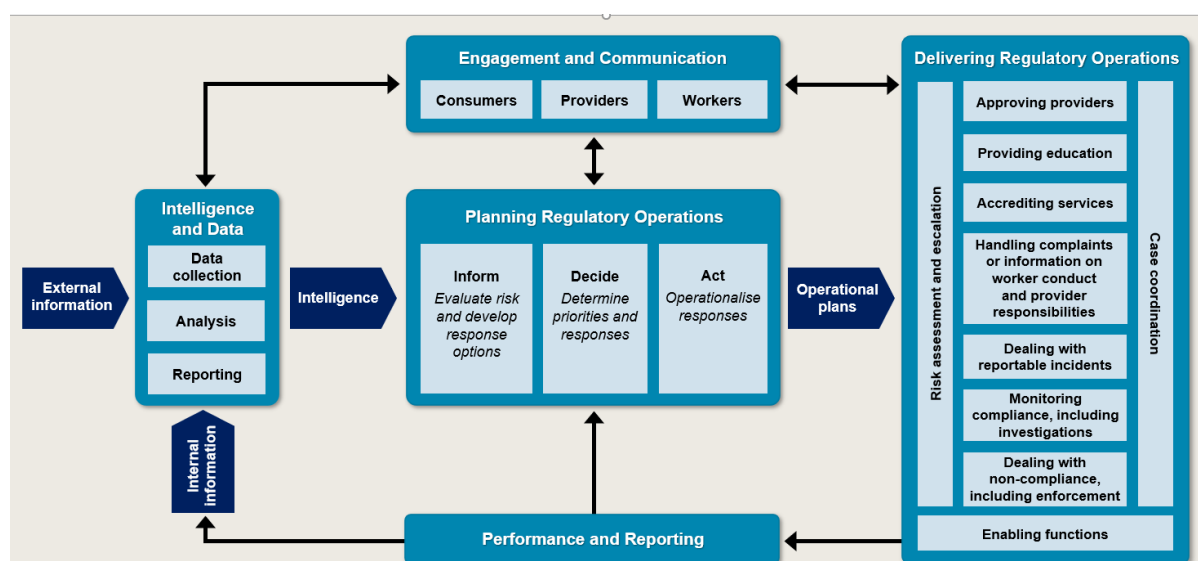 Engagement and Communication
Consumers
Providers
Workers
Delivering Regulatory Operations
Risk assessment and escalation
Approving providers
Providing education
Accrediting services
Handling complaints
or information on
worker conduct
and provider
responsibilities
Dealing with
reportable incidents
Monitoring
compliance, including
investigations
Dealing with
non-compliance,
including enforcement
Case coordination
Enabling functions
External
information
Intelligence
and Data
Data
collection
Analysis
Reporting
Internal
information
Intelligence
Planning Regulatory Operations
Inform
Evaluate risk
and develop
response
options
Decide
Determine
priorities and
responses
Act
Operationalise
responses
Operational
plans
Performance and Reporting